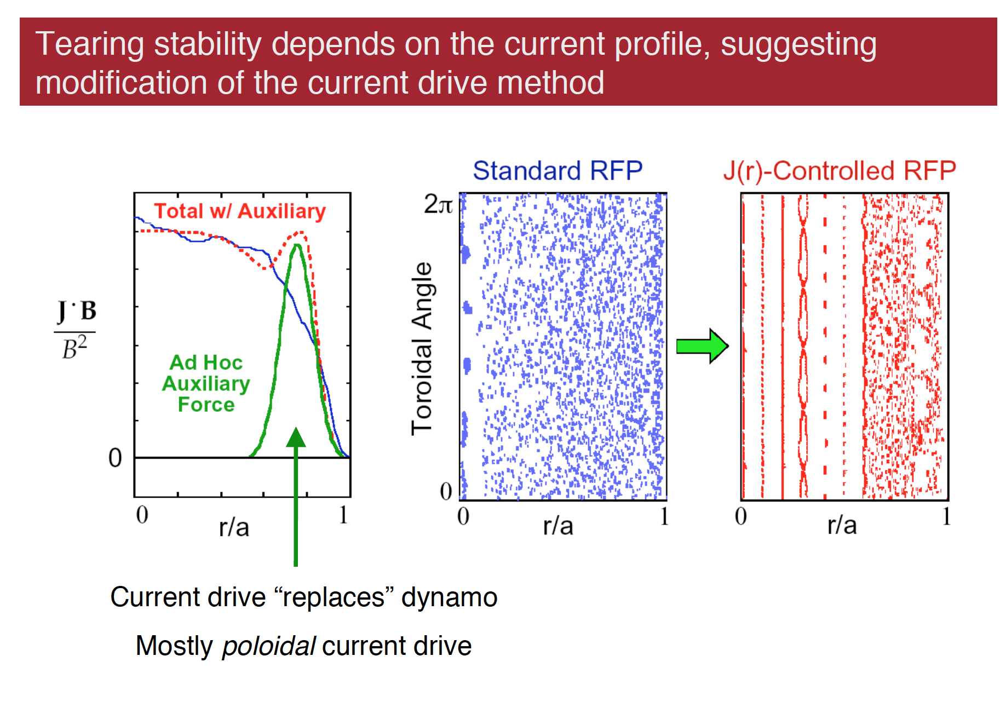 Tearing stability depends on the current profile, suggesting
modification of the current drive method
Total w/ Auxiliary
Ad Hoc
Auxiliary
Force
J·B
B²
0
0
1
r/a
Standard RFP
2π
Toroidal Angle
0
0
1
r/a
J(r)-Controlled RFP
0
1
r/a
Current drive “replaces” dynamo
Mostly poloidal current drive